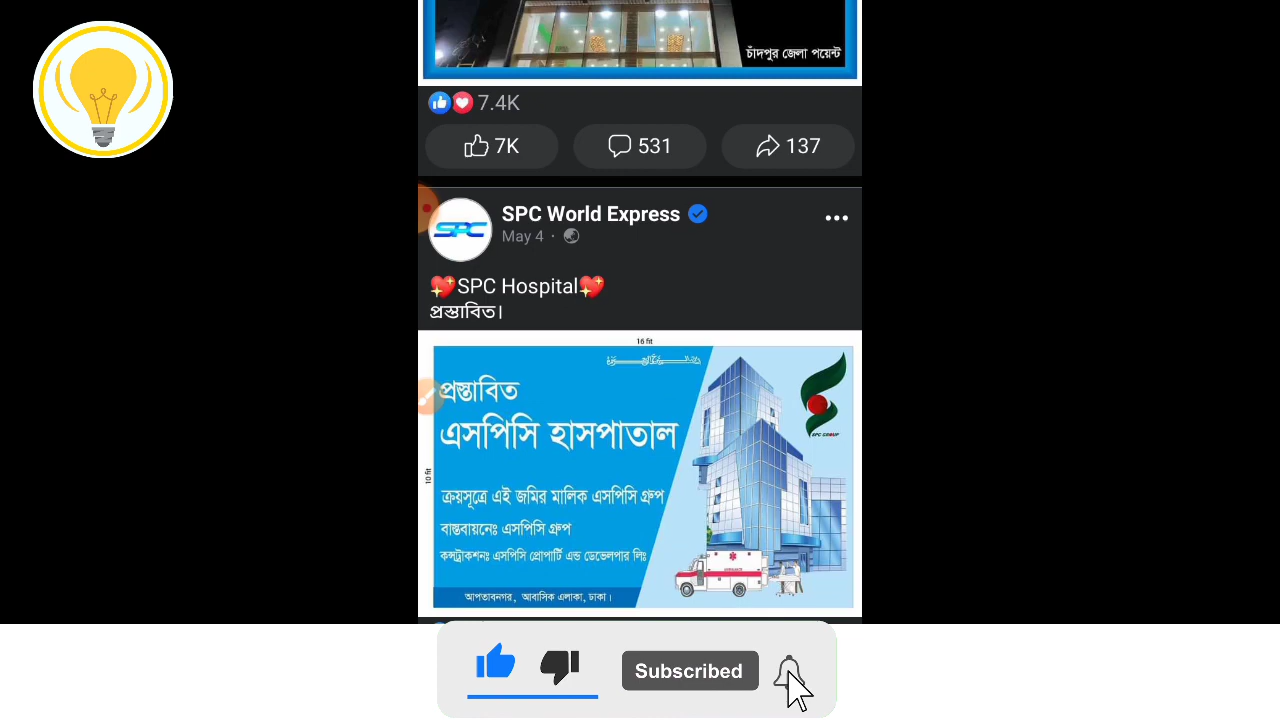 চাঁদপুর জেলা পয়েন্ট
7.4K
7K
531
137
SPC World Express
May 4 ·
SPC
💖SPC Hospital💖
প্রস্তাবিত।
16 fit
10 fit
প্রস্তাবিত
এসপিসি হাসপাতাল
ক্রয়সূত্রে এই জমির মালিক এসপিসি গ্রুপ
বাস্তবায়নেঃ এসপিসি গ্রুপ
কন্সট্রাকশনঃ এসপিসি প্রোপার্টি এন্ড ডেভেলপার লিঃ
আপতাবনগর, আবাসিক এলাকা, ঢাকা।
SPC GROUP
Subscribed